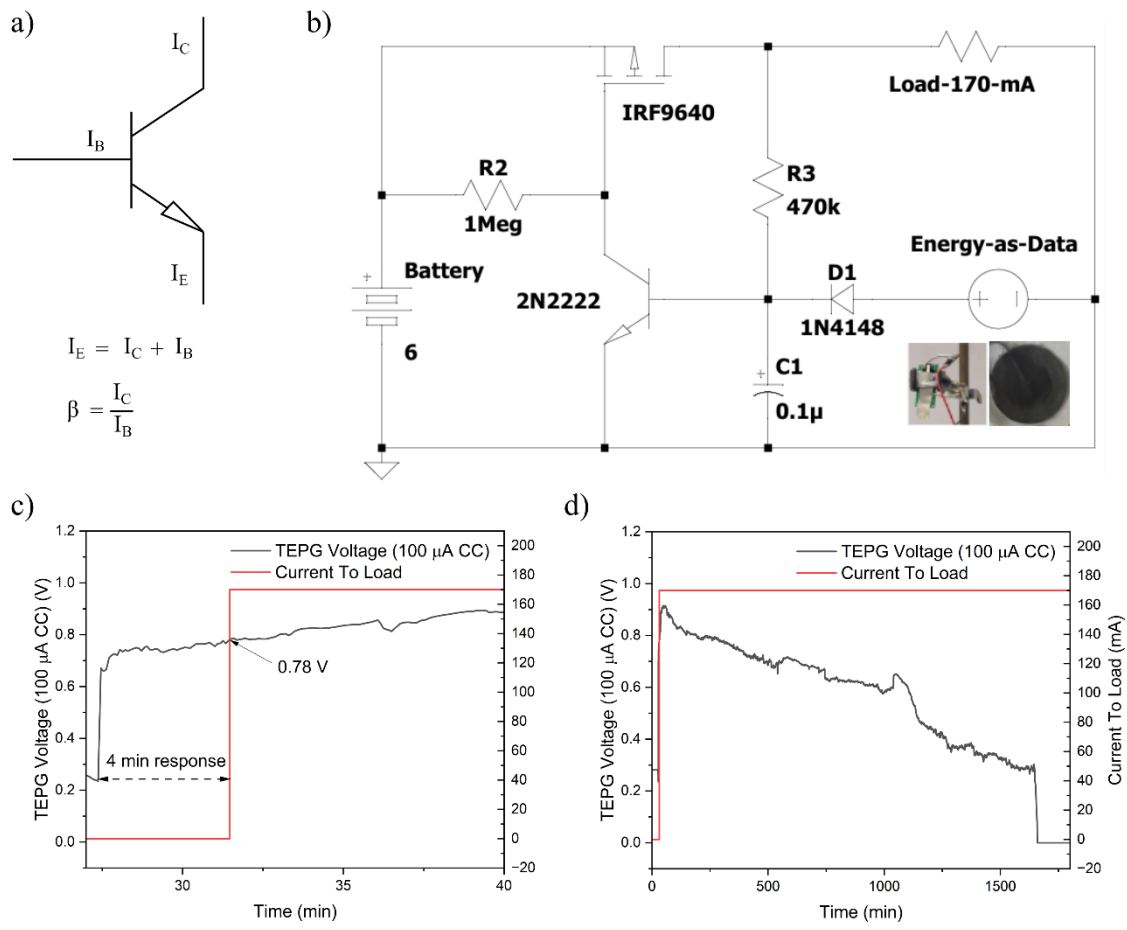 a)
I_C
I_B
I_E
I_E = I_C + I_B
β = I_C / I_B
b)
IRF9640
Load-170-mA
R2
1Meg
R3
470k
Battery
+
6
2N2222
D1
1N4148
Energy-as-Data
+
C1
0.1µ
c)
TEPG Voltage (100 µA CC)
Current To Load
TEPG Voltage (100 µA CC) (V)
1.2
1.0
0.8
0.6
0.4
0.2
0.0
200
180
160
140
120
100
80
60
40
20
0
−20
0.78 V
4 min response
30
35
40
Time (min)
d)
TEPG Voltage (100 µA CC)
Current To Load
TEPG Voltage (100 µA CC) (V)
1.2
1.0
0.8
0.6
0.4
0.2
0.0
200
180
160
140
120
100
80
60
40
20
0
−20
Current To Load (mA)
0
500
1000
1500
Time (min)